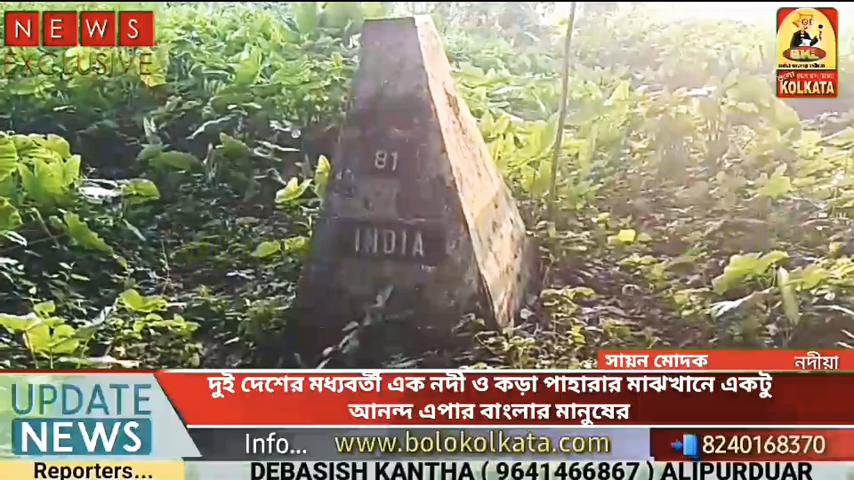 NEWS
EXCLUSIVE
BKL
KOLKATA
81
INDIA
সায়ন মোদক
নদীয়া
UPDATE
NEWS
দুই দেশের মধ্যবর্তী এক নদী ও কড়া পাহারার মাঝখানে একটু
আনন্দ এপার বাংলার মানুষের
Info...
www.bolokolkata.com
8240168370
Reporters...
DEBASISH KANTHA ( 9641466867 ) ALIPURDUAR